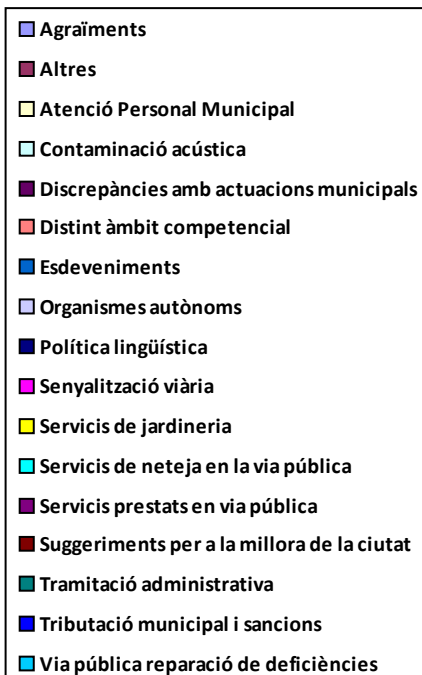 Agraïments
Altres
Atenció Personal Municipal
Contaminació acústica
Discrepàncies amb actuacions municipals
Distint àmbit competencial
Esdeveniments
Organismes autònoms
Política lingüística
Senyalització viària
Servicis de jardineria
Servicis de neteja en la via pública
Servicis prestats en via pública
Suggeriments per a la millora de la ciutat
Tramitació administrativa
Tributació municipal i sancions
Via pública reparació de deficiències